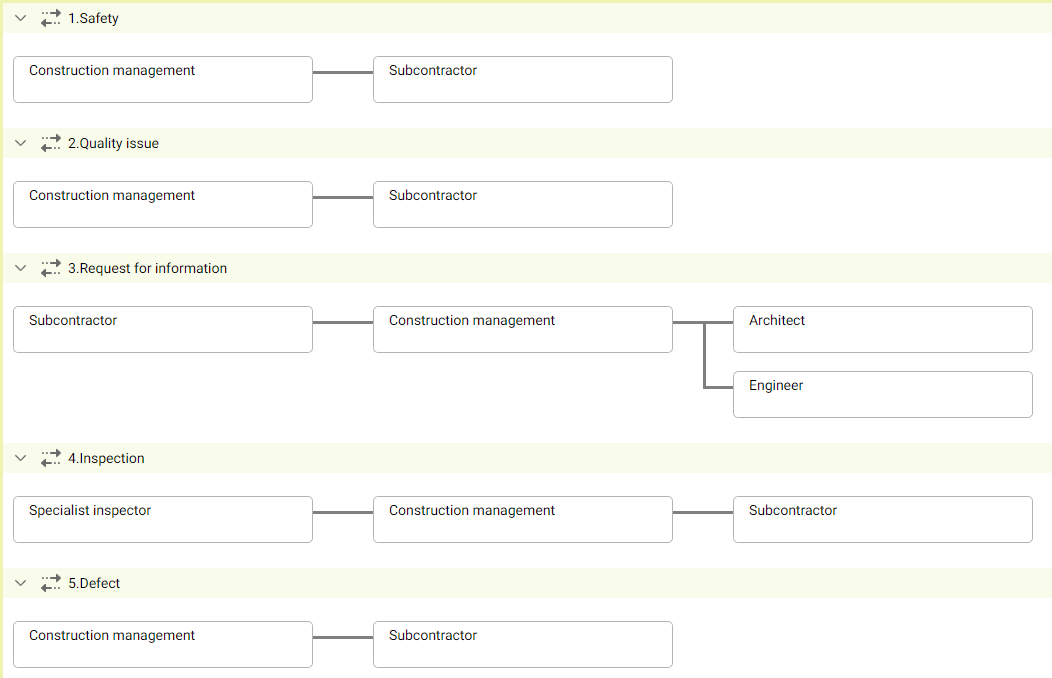 1.Safety
Construction management
Subcontractor
2.Quality issue
Construction management
Subcontractor
3.Request for information
Subcontractor
Construction management
Architect
Engineer
4.Inspection
Specialist inspector
Construction management
Subcontractor
5.Defect
Construction management
Subcontractor